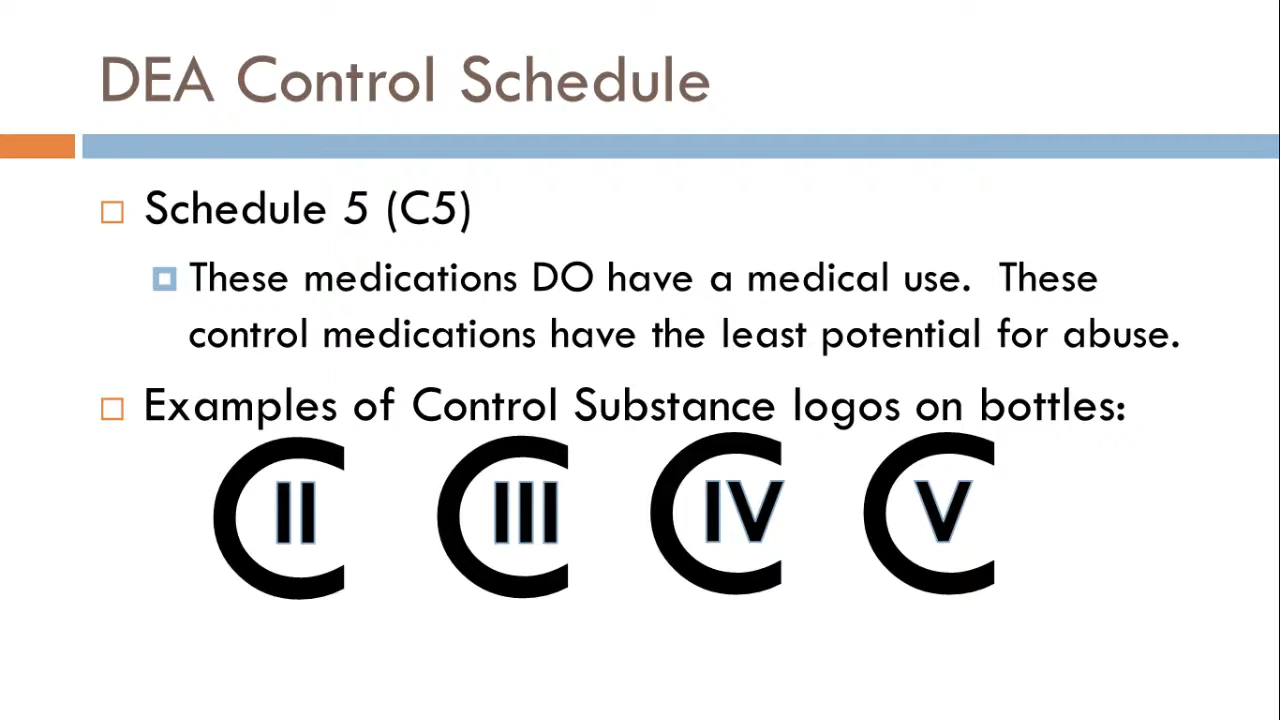 DEA Control Schedule
Schedule 5 (C5)
These medications DO have a medical use. These
control medications have the least potential for abuse.
Examples of Control Substance logos on bottles:
CII CIII CIV CV